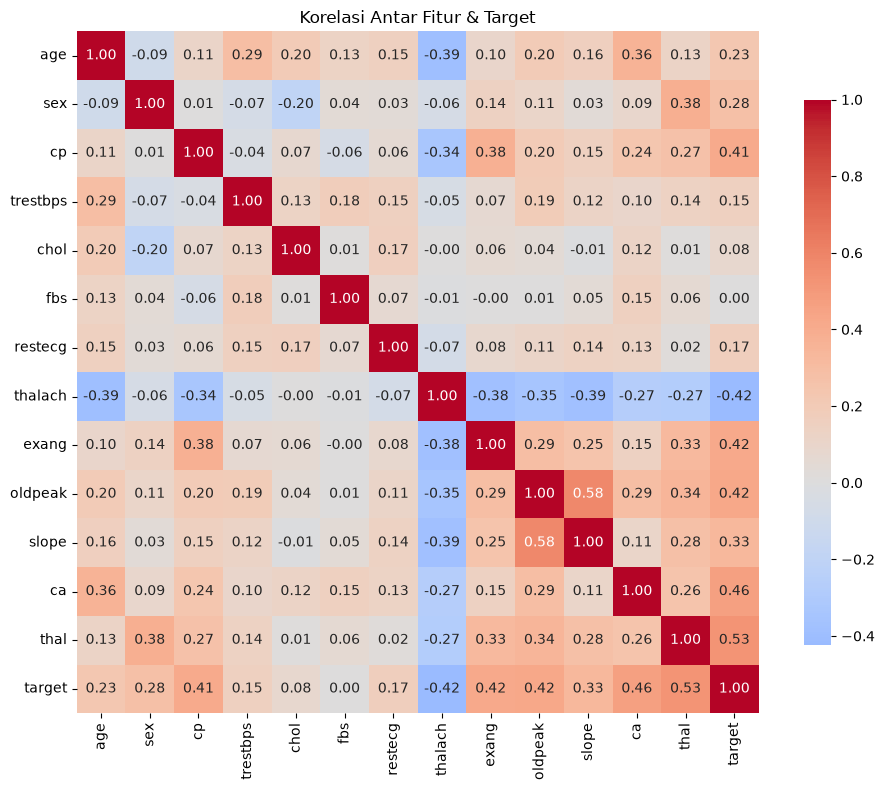 Korelasi Antar Fitur & Target
age 1.00 -0.09 0.11 0.29 0.20 0.13 0.15 -0.39 0.10 0.20 0.16 0.36 0.13 0.23
sex -0.09 1.00 0.01 -0.07 -0.20 0.04 0.03 -0.06 0.14 0.11 0.03 0.09 0.38 0.28
cp 0.11 0.01 1.00 -0.04 0.07 -0.06 0.06 -0.34 0.38 0.20 0.15 0.24 0.27 0.41
trestbps 0.29 -0.07 -0.04 1.00 0.13 0.18 0.15 -0.05 0.07 0.19 0.12 0.10 0.14 0.15
chol 0.20 -0.20 0.07 0.13 1.00 0.01 0.17 -0.00 0.06 0.04 -0.01 0.12 0.01 0.08
fbs 0.13 0.04 -0.06 0.18 0.01 1.00 0.07 -0.01 -0.00 0.01 0.05 0.15 0.06 0.00
restecg 0.15 0.03 0.06 0.15 0.17 0.07 1.00 -0.07 0.08 0.11 0.14 0.13 0.02 0.17
thalach -0.39 -0.06 -0.34 -0.05 -0.00 -0.01 -0.07 1.00 -0.38 -0.35 -0.39 -0.27 -0.27 -0.42
exang 0.10 0.14 0.38 0.07 0.06 -0.00 0.08 -0.38 1.00 0.29 0.25 0.15 0.33 0.42
oldpeak 0.20 0.11 0.20 0.19 0.04 0.01 0.11 -0.35 0.29 1.00 0.58 0.29 0.34 0.42
slope 0.16 0.03 0.15 0.12 -0.01 0.05 0.14 -0.39 0.25 0.58 1.00 0.11 0.28 0.33
ca 0.36 0.09 0.24 0.10 0.12 0.15 0.13 -0.27 0.15 0.29 0.11 1.00 0.26 0.46
thal 0.13 0.38 0.27 0.14 0.01 0.06 0.02 -0.27 0.33 0.34 0.28 0.26 1.00 0.53
target 0.23 0.28 0.41 0.15 0.08 0.00 0.17 -0.42 0.42 0.42 0.33 0.46 0.53 1.00
age sex cp trestbps chol fbs restecg thalach exang oldpeak slope ca thal target
1.0
0.8
0.6
0.4
0.2
0.0
−0.2
−0.4